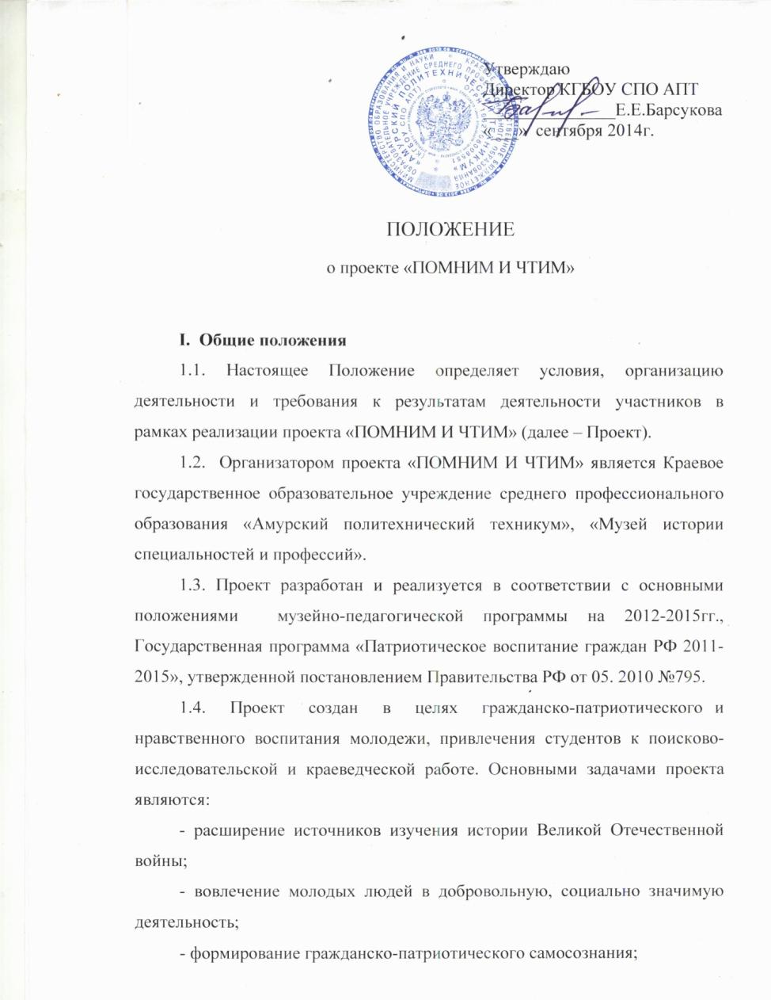 Утверждаю
Директор КГБОУ СПО АПТ
Е.Е.Барсукова
« » сентября 2014г.
ПОЛОЖЕНИЕ
о проекте «ПОМНИМ И ЧТИМ»
I. Общие положения
1.1. Настоящее Положение определяет условия, организацию
деятельности и требования к результатам деятельности участников в
рамках реализации проекта «ПОМНИМ И ЧТИМ» (далее – Проект).
1.2. Организатором проекта «ПОМНИМ И ЧТИМ» является Краевое
государственное образовательное учреждение среднего профессионального
образования «Амурский политехнический техникум», «Музей истории
специальностей и профессий».
1.3. Проект разработан и реализуется в соответствии с основными
положениями музейно-педагогической программы на 2012-2015гг.,
Государственная программа «Патриотическое воспитание граждан РФ 2011-
2015», утвержденной постановлением Правительства РФ от 05. 2010 №795.
1.4. Проект создан в целях гражданско-патриотического и
нравственного воспитания молодежи, привлечения студентов к поисково-
исследовательской и краеведческой работе. Основными задачами проекта
являются:
- расширение источников изучения истории Великой Отечественной
войны;
- вовлечение молодых людей в добровольную, социально значимую
деятельность;
- формирование гражданско-патриотического самосознания;